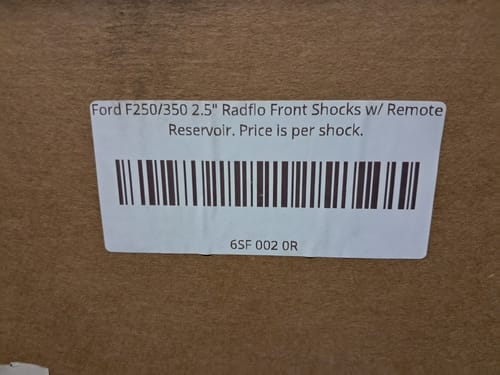 Ford F250/350 2.5" Radflo Front Shocks w/ Remote
Reservoir. Price is per shock.
6SF 002 0R